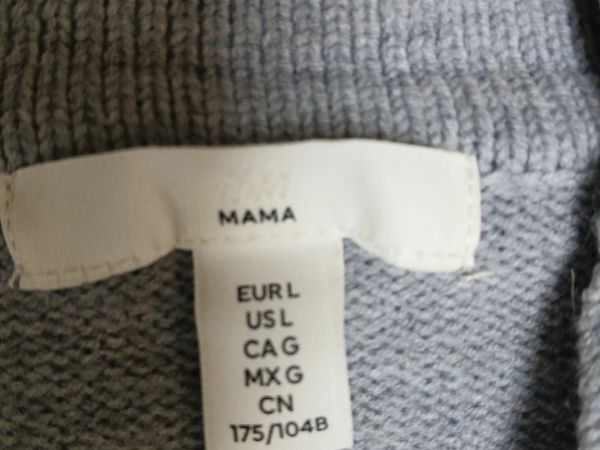 H&M
MAMA
EUR L
US L
CA G
MX G
CN
175/104B